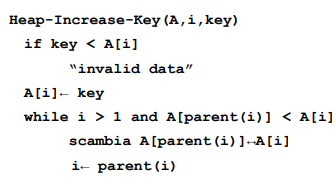 Heap-Increase-Key(A,i,key)
if key < A[i]
"invalid data"
A[i]← key
while i > 1 and A[parent(i)] < A[i]
scambia A[parent(i)]↔A[i]
i← parent(i)